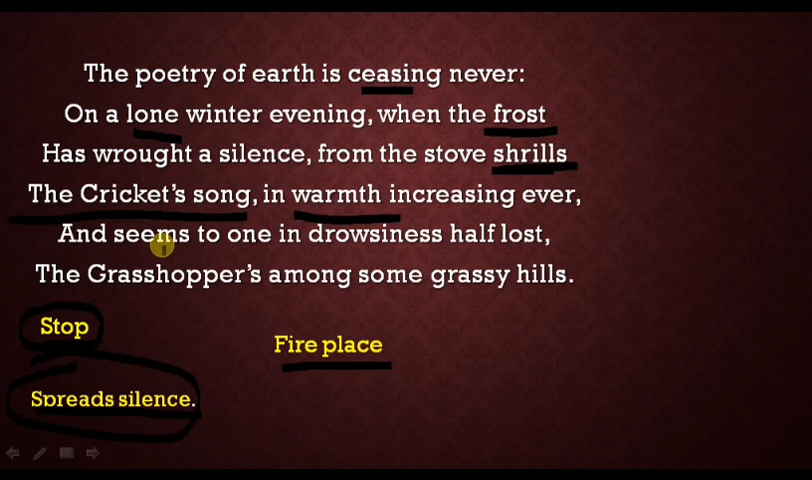 The poetry of earth is ceasing never:
On a lone winter evening, when the frost
Has wrought a silence, from the stove shrills
The Cricket's song, in warmth increasing ever,
And seems to one in drowsiness half lost,
The Grasshopper's among some grassy hills.
Stop
Fire place
Spreads silence.